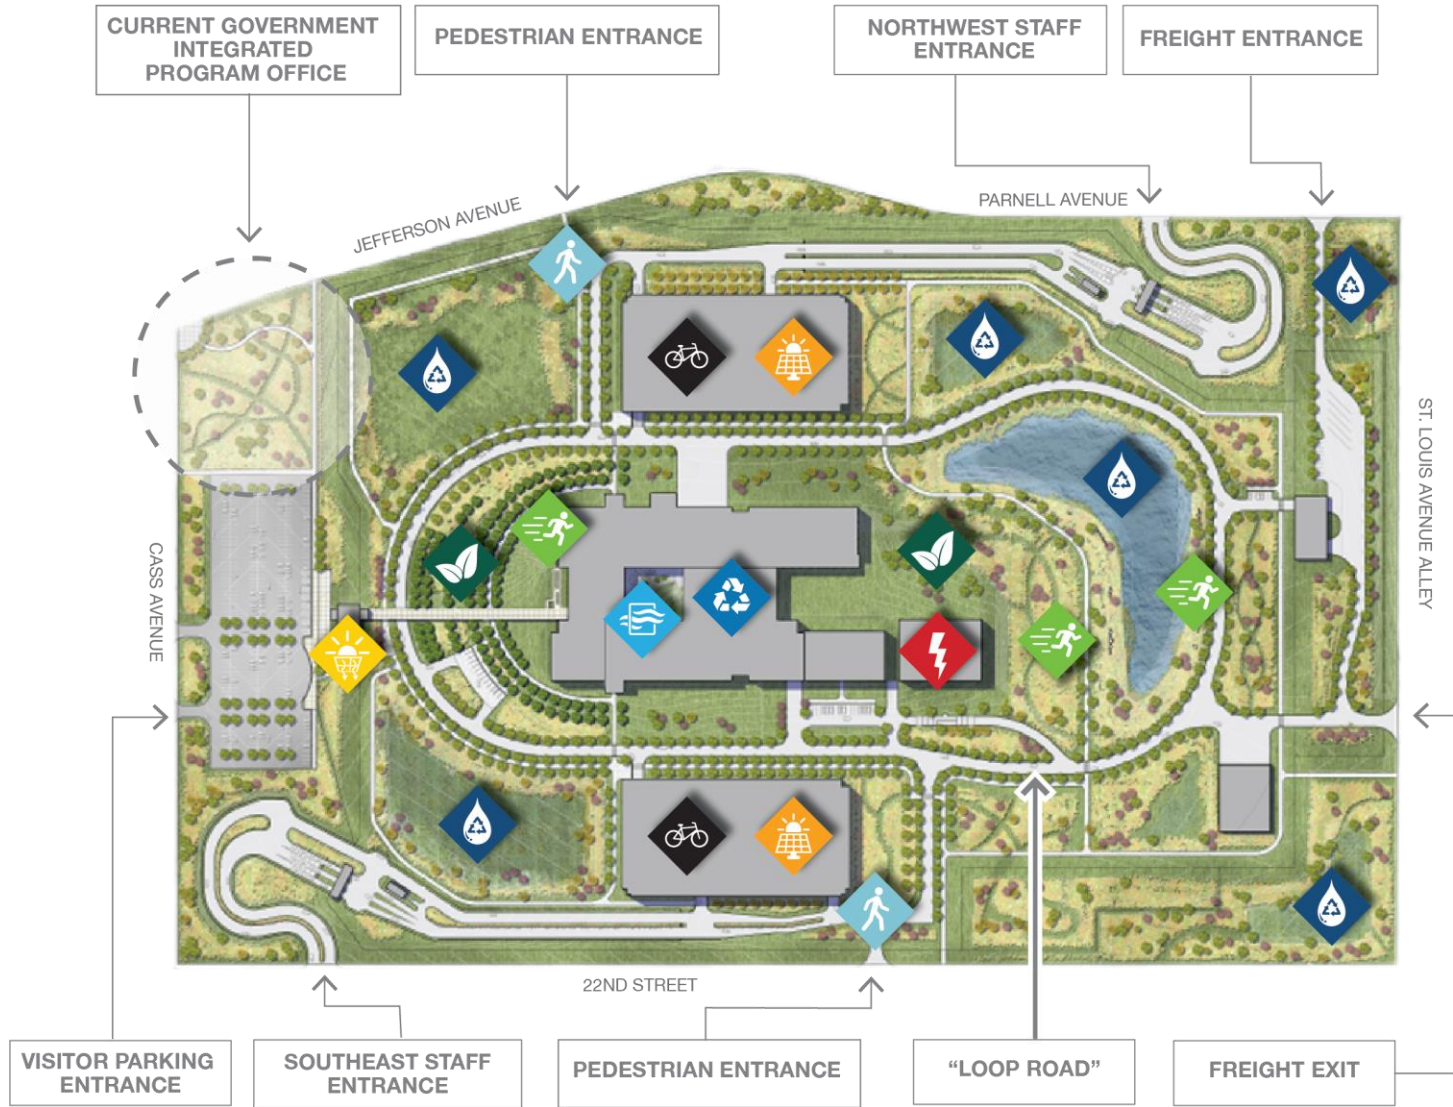 CURRENT GOVERNMENT
INTEGRATED
PROGRAM OFFICE
PEDESTRIAN ENTRANCE
NORTHWEST STAFF
ENTRANCE
FREIGHT ENTRANCE
JEFFERSON AVENUE
PARNELL AVENUE
CASS AVENUE
ST. LOUIS AVENUE ALLEY
22ND STREET
VISITOR PARKING
ENTRANCE
SOUTHEAST STAFF
ENTRANCE
PEDESTRIAN ENTRANCE
“LOOP ROAD”
FREIGHT EXIT